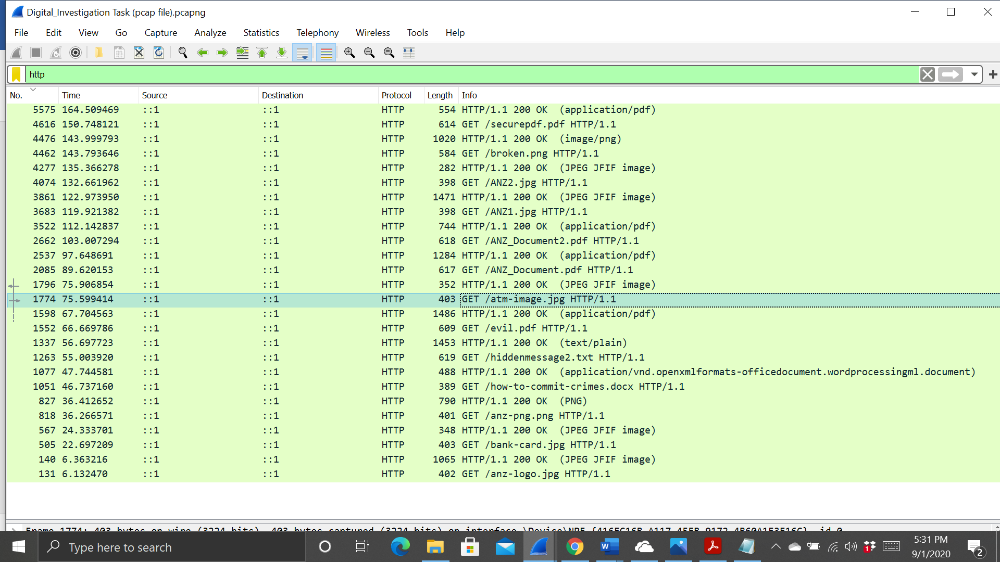 Digital_Investigation Task (pcap file).pcapng
File Edit View Go Capture Analyze Statistics Telephony Wireless Tools Help
http
No. Time Source Destination Protocol Length Info
5575 164.509469 ::1 ::1 HTTP 554 HTTP/1.1 200 OK (application/pdf)
4616 150.748121 ::1 ::1 HTTP 614 GET /securepdf.pdf HTTP/1.1
4476 143.999793 ::1 ::1 HTTP 1020 HTTP/1.1 200 OK (image/png)
4462 143.793646 ::1 ::1 HTTP 584 GET /broken.png HTTP/1.1
4277 135.366278 ::1 ::1 HTTP 282 HTTP/1.1 200 OK (JPEG JFIF image)
4074 132.661962 ::1 ::1 HTTP 398 GET /ANZ2.jpg HTTP/1.1
3861 122.973950 ::1 ::1 HTTP 1471 HTTP/1.1 200 OK (JPEG JFIF image)
3683 119.921382 ::1 ::1 HTTP 398 GET /ANZ1.jpg HTTP/1.1
3522 112.142837 ::1 ::1 HTTP 744 HTTP/1.1 200 OK (application/pdf)
2662 103.007294 ::1 ::1 HTTP 618 GET /ANZ_Document2.pdf HTTP/1.1
2537 97.648691 ::1 ::1 HTTP 1284 HTTP/1.1 200 OK (application/pdf)
2085 89.620153 ::1 ::1 HTTP 617 GET /ANZ_Document.pdf HTTP/1.1
1796 75.906854 ::1 ::1 HTTP 352 HTTP/1.1 200 OK (JPEG JFIF image)
1774 75.599414 ::1 ::1 HTTP 403 GET /atm-image.jpg HTTP/1.1
1598 67.704563 ::1 ::1 HTTP 1486 HTTP/1.1 200 OK (application/pdf)
1552 66.669786 ::1 ::1 HTTP 609 GET /evil.pdf HTTP/1.1
1337 56.697723 ::1 ::1 HTTP 1453 HTTP/1.1 200 OK (text/plain)
1263 55.003920 ::1 ::1 HTTP 619 GET /hiddenmessage2.txt HTTP/1.1
1077 47.744581 ::1 ::1 HTTP 488 HTTP/1.1 200 OK (application/vnd.openxmlformats-officedocument.wordprocessingml.document)
1051 46.737160 ::1 ::1 HTTP 389 GET /how-to-commit-crimes.docx HTTP/1.1
827 36.412652 ::1 ::1 HTTP 790 HTTP/1.1 200 OK (PNG)
818 36.266571 ::1 ::1 HTTP 401 GET /anz-png.png HTTP/1.1
567 24.333701 ::1 ::1 HTTP 348 HTTP/1.1 200 OK (JPEG JFIF image)
505 22.697209 ::1 ::1 HTTP 403 GET /bank-card.jpg HTTP/1.1
140 6.363216 ::1 ::1 HTTP 1065 HTTP/1.1 200 OK (JPEG JFIF image)
131 6.132470 ::1 ::1 HTTP 402 GET /anz-logo.jpg HTTP/1.1
Frame 1774: 403 bytes on wire (3224 bits), 403 bytes captured (3224 bits) on interface
Type here to search
5:31 PM
9/1/2020
1
2